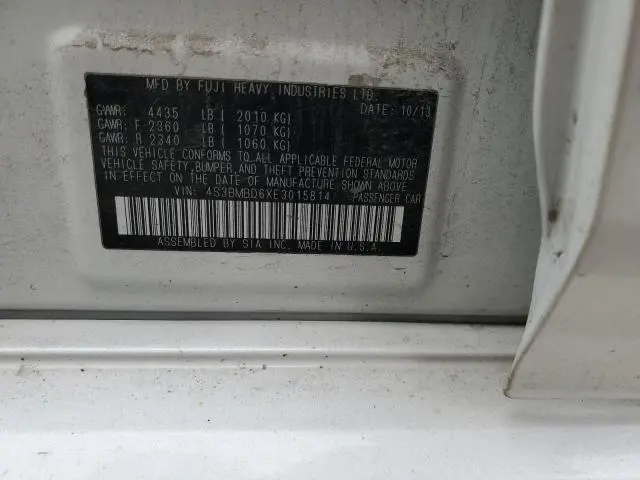 MFD BY FUJI HEAVY INDUSTRIES LTD.
GVWR: 4435 LB( 2010 KG) DATE: 10/13
GAWR: F 2360 LB( 1070 KG)
GAWR: R 2340 LB( 1060 KG)
THIS VEHICLE CONFORMS TO ALL APPLICABLE FEDERAL MOTOR
VEHICLE SAFETY, BUMPER, AND THEFT PREVENTION STANDARDS
IN EFFECT ON THE DATE OF MANUFACTURE SHOWN ABOVE.
VIN: 4S3BMBD6XE3015814 PASSENGER CAR
ASSEMBLED BY SIA INC. MADE IN U.S.A.